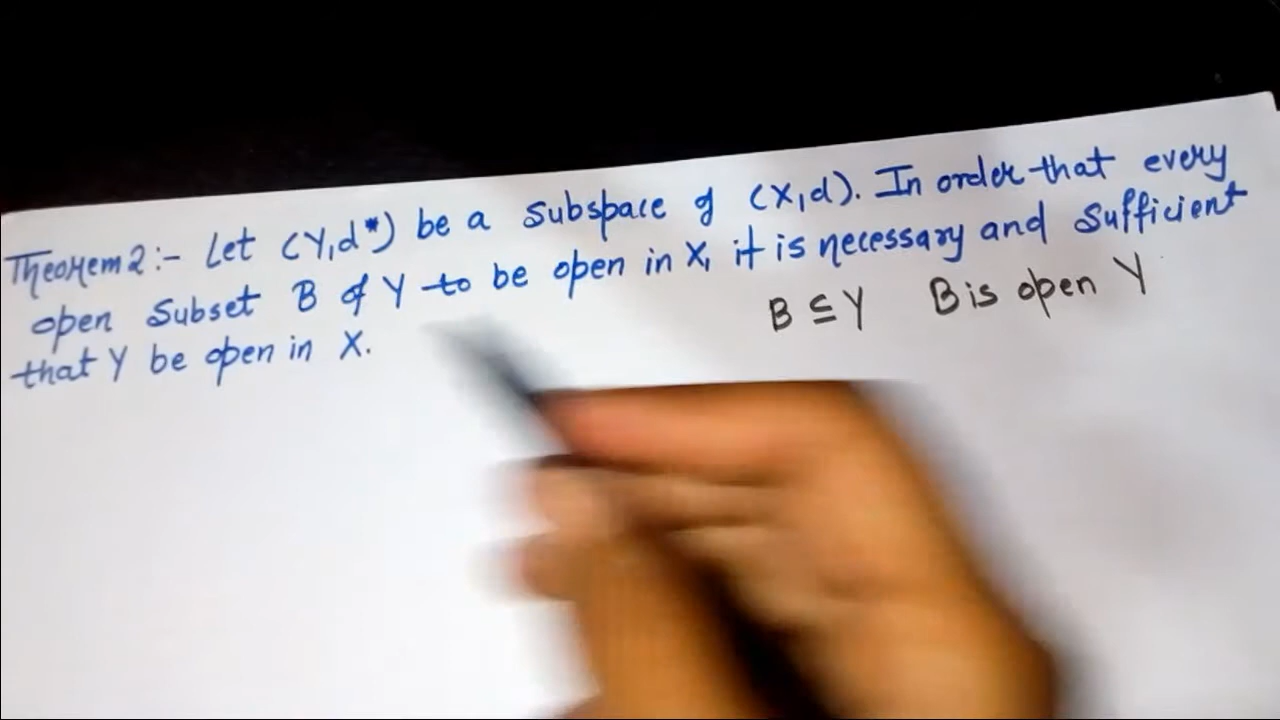 Theorem 2:- Let (Y,d*) be a Subspace of (X,d). In order that every
open Subset B of Y to be open in X, it is necessary and Sufficient
that Y be open in X.
B ⊆ Y B is open Y